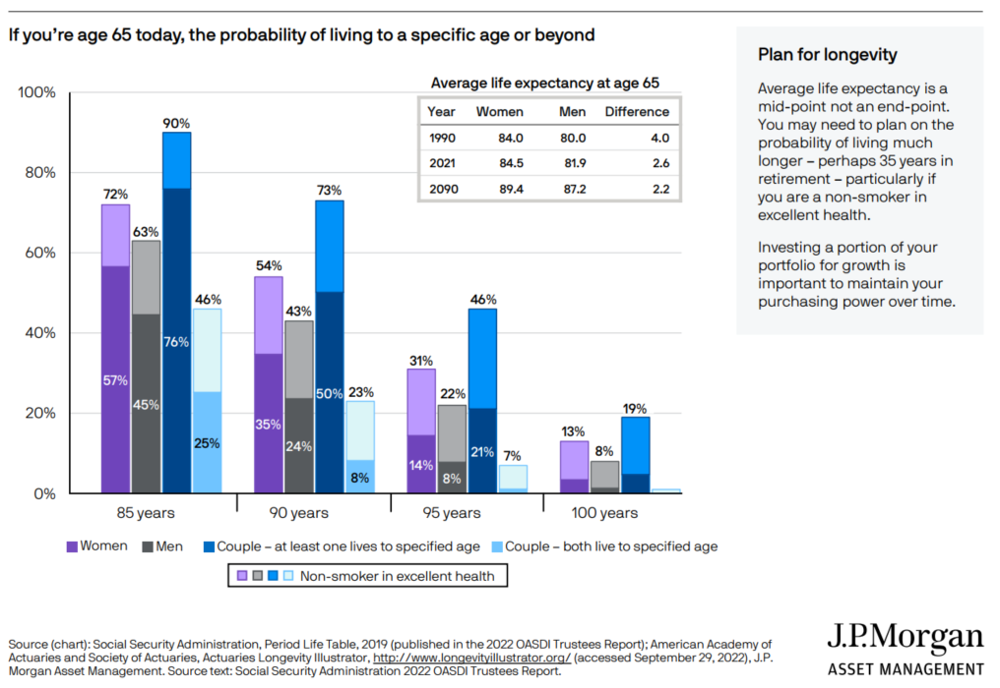 If you're age 65 today, the probability of living to a specific age or beyond
Average life expectancy at age 65
Year Women Men Difference
1990 84.0 80.0 4.0
2021 84.5 81.9 2.6
2090 89.4 87.2 2.2
100%
80%
60%
40%
20%
0%
72%
57%
63%
45%
90%
76%
46%
25%
54%
35%
43%
24%
73%
50%
23%
8%
31%
14%
22%
8%
46%
21%
7%
13%
8%
19%
85 years
90 years
95 years
100 years
Women Men Couple – at least one lives to specified age Couple – both live to specified age
Non-smoker in excellent health
Plan for longevity
Average life expectancy is a
mid-point not an end-point.
You may need to plan on the
probability of living much
longer – perhaps 35 years in
retirement – particularly if
you are a non-smoker in
excellent health.
Investing a portion of your
portfolio for growth is
important to maintain your
purchasing power over time.
Source (chart): Social Security Administration, Period Life Table, 2019 (published in the 2022 OASDI Trustees Report); American Academy of
Actuaries and Society of Actuaries, Actuaries Longevity Illustrator, http://www.longevityillustrator.org/ (accessed September 29, 2022), J.P.
Morgan Asset Management. Source text: Social Security Administration 2022 OASDI Trustees Report.
J.P.Morgan
ASSET MANAGEMENT